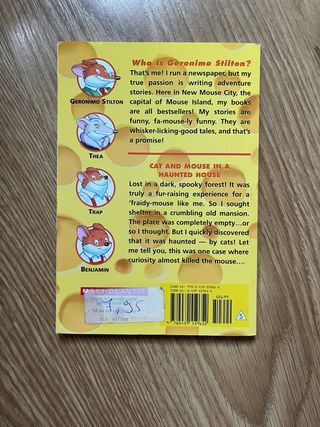 Who is Geronimo Stilton?
That's me! I run a newspaper, but my
true passion is writing adventure
stories. Here in New Mouse City, the
capital of Mouse Island, my books
are all bestsellers! My stories are
funny, fa-mouse-ly funny. They are
whisker-licking-good tales, and that's
a promise!
GERONIMO STILTON
THEA
TRAP
BENJAMIN
CAT AND MOUSE IN A
HAUNTED HOUSE
Lost in a dark, spooky forest! It was
truly a fur-raising experience for a
'fraidy-mouse like me. So I sought
shelter in a crumbling old mansion.
The place was completely empty...or
so I thought. But I quickly discovered
that it was haunted — by cats! Let
me tell you, this was one case where
curiosity almost killed the mouse....
SCHOLASTIC
7,95
50699
S